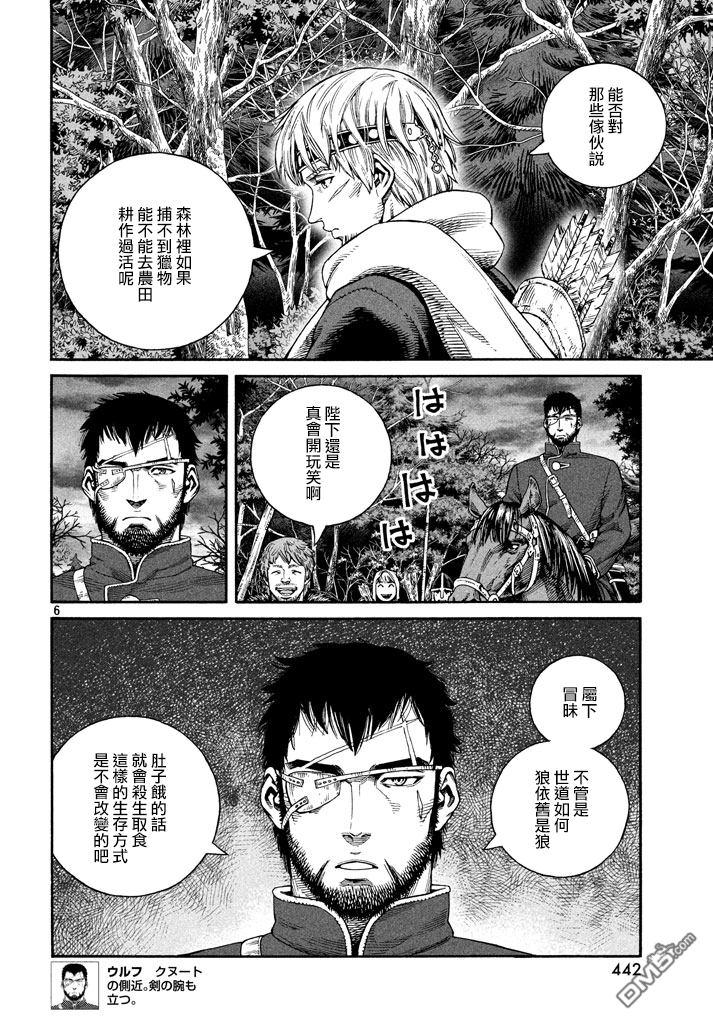 能否對
那些傢伙説
森林裡如果
捕不到獵物
能不能去農田
耕作過活呢
陛下還是
真會開玩笑啊
は
は
は
は
6
屬下
冒昧
不管是
世道如何
狼依舊是
狼
肚子餓的話
就會殺生取食
這樣的生存方式
是不會改變的吧
ウルフ クヌート
の側近。剣の腕も
立つ。
442
DM5.com